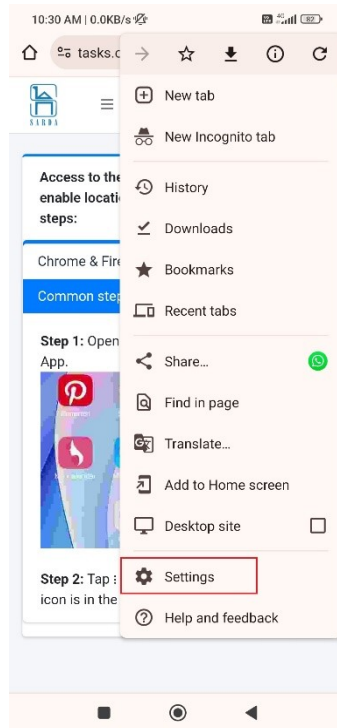 10:30 AM | 0.0KB/s
4G
82
tasks.c
SARDA
New tab
New Incognito tab
History
Downloads
Bookmarks
Recent tabs
Share...
Find in page
Translate...
Add to Home screen
Desktop site
Settings
Help and feedback
Access to the
enable locati
steps:
Chrome & Fire
Common step
Step 1: Open
App.
Step 2: Tap ⋮
icon is in the